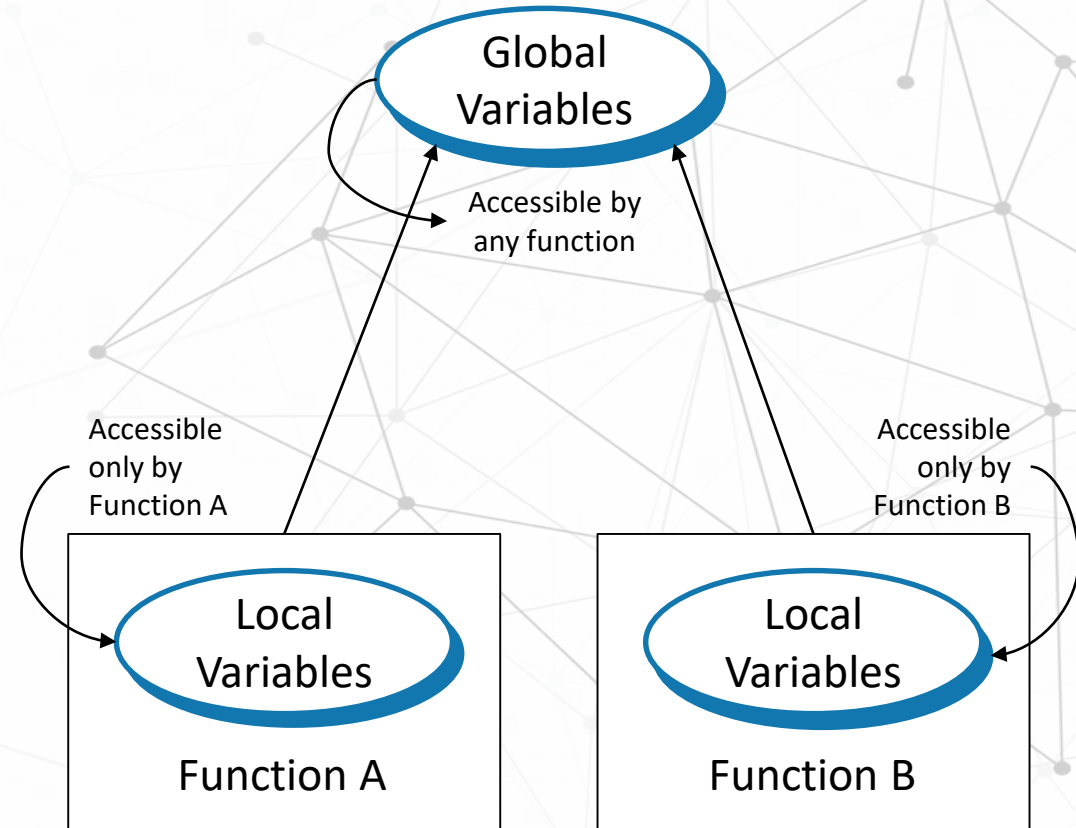 Global
Variables
Accessible by
any function
Accessible
only by
Function A
Accessible
only by
Function B
Local
Variables
Function A
Local
Variables
Function B